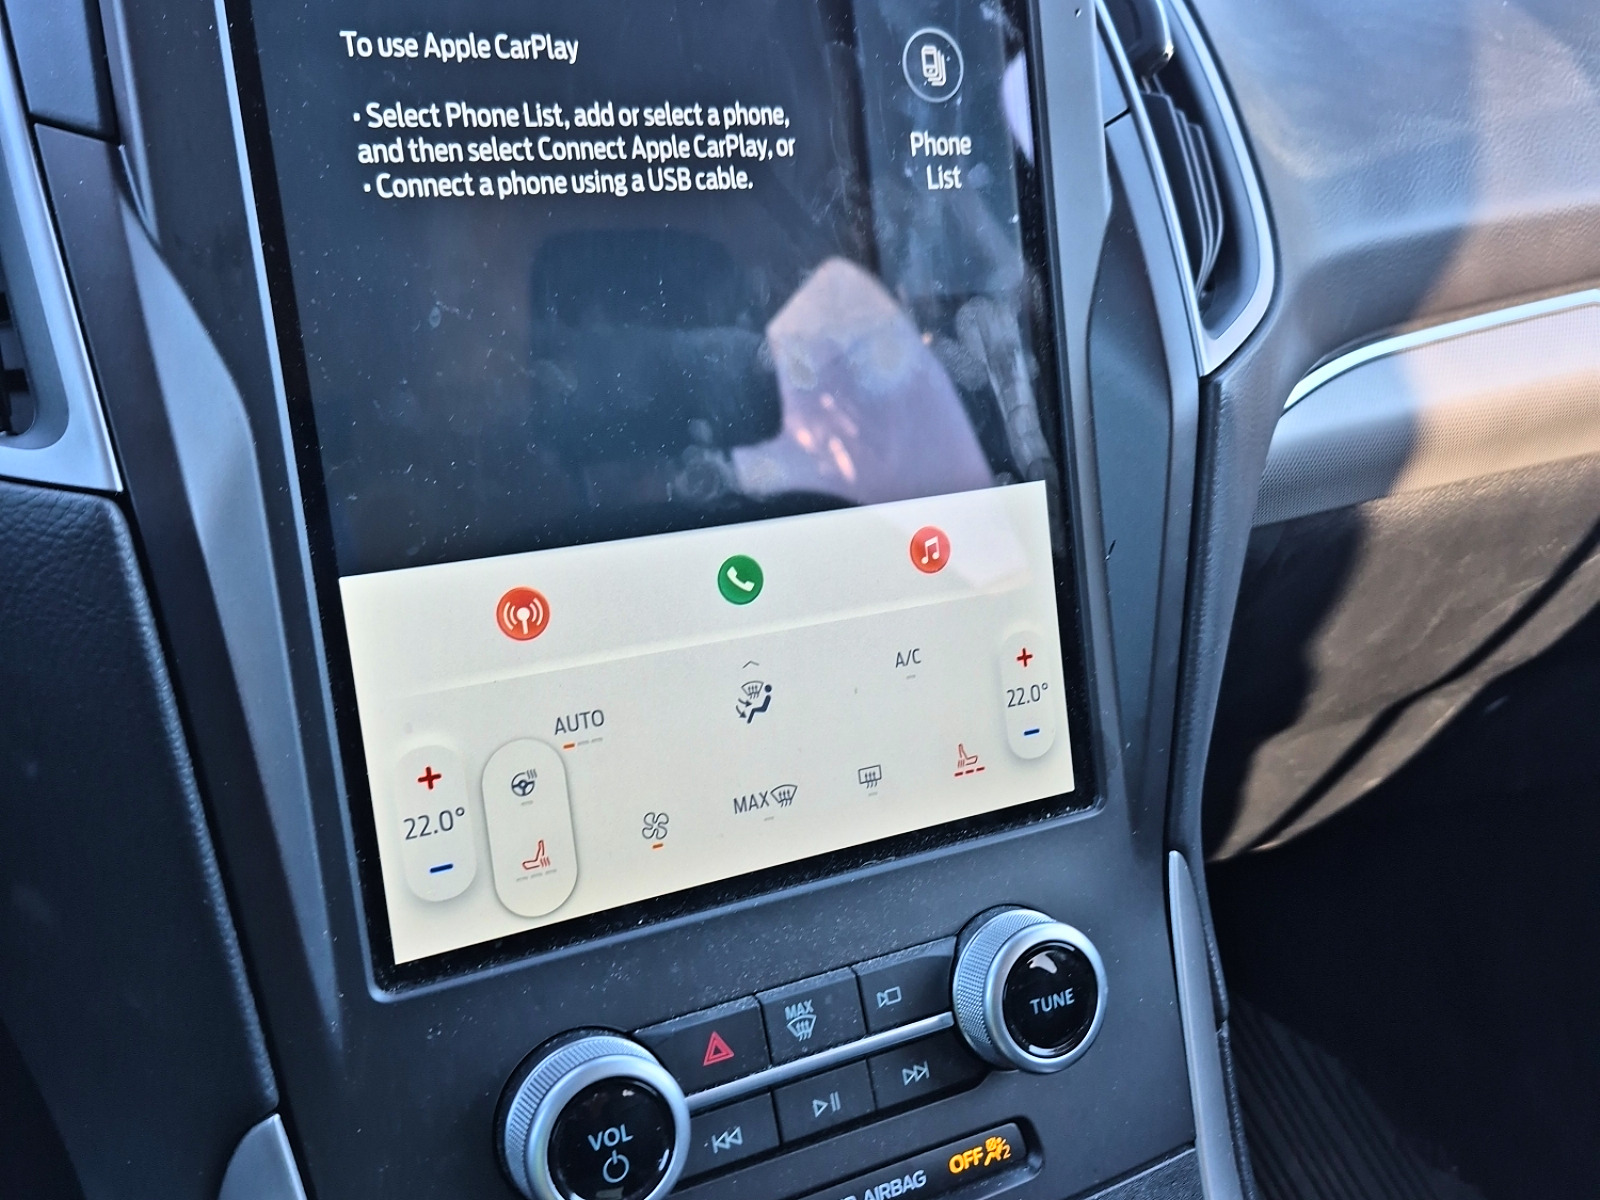 To use Apple CarPlay
• Select Phone List, add or select a phone,
and then select Connect Apple CarPlay, or
• Connect a phone using a USB cable.
Phone
List
A/C
22.0°
AUTO
22.0°
MAX
MAX
TUNE
VOL
AIRBAG
OFF 2